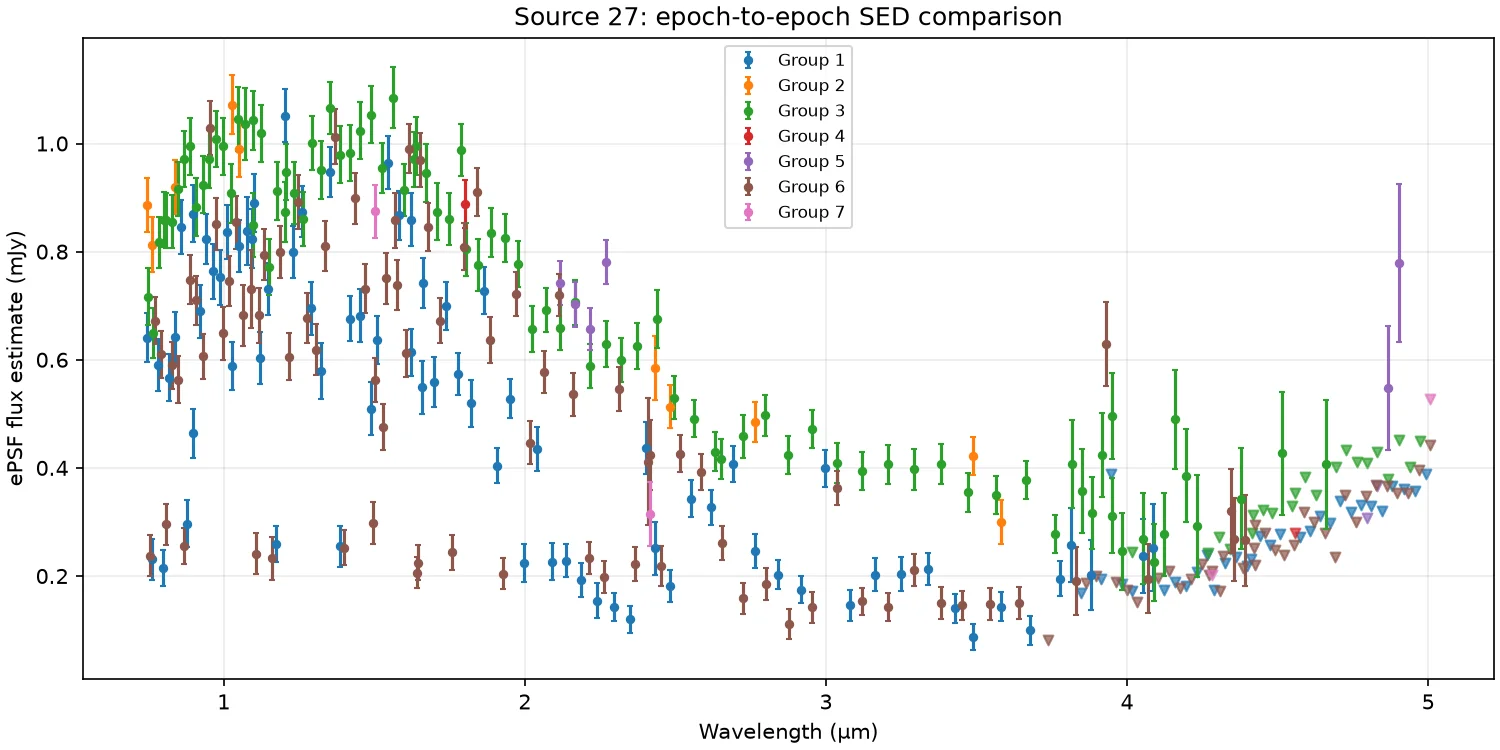 Source 27: epoch-to-epoch SED comparison
ePSF flux estimate (mJy)
1.0
0.8
0.6
0.4
0.2
Group 1
Group 2
Group 3
Group 4
Group 5
Group 6
Group 7
1 2 3 4 5
Wavelength (μm)